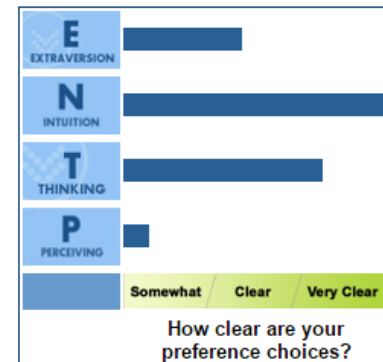 E
EXTRAVERSION
N
INTUITION
T
THINKING
P
PERCEIVING
Somewhat Clear Very Clear
How clear are your
preference choices?